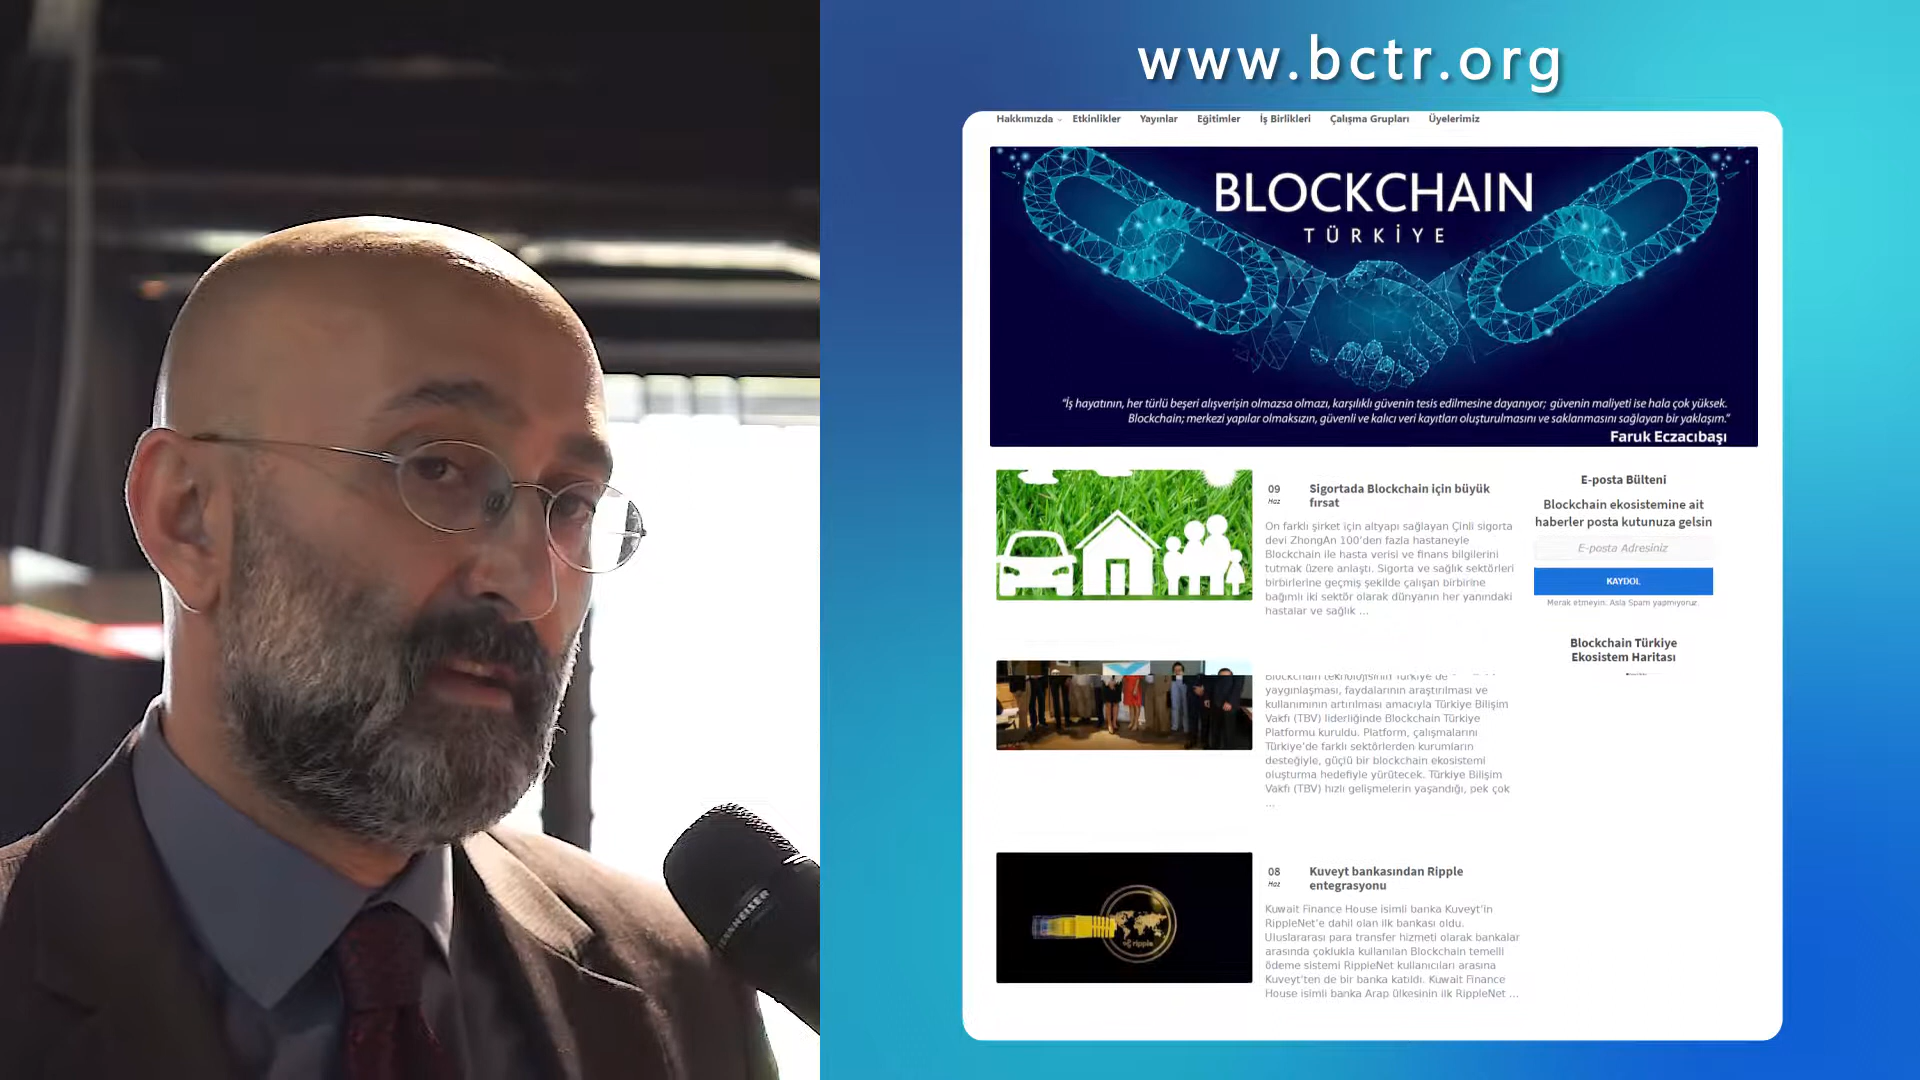 www.bctr.org
Hakkımızda Etkinlikler Yayınlar Eğitimler İş Birlikleri Çalışma Grupları Üyelerimiz
BLOCKCHAIN
TÜRKİYE
"İş hayatının, her türlü beşeri alışverişin olmazsa olmazı, karşılıklı güvenin tesis edilmesine dayanıyor; güvenin maliyeti ise hala çok yüksek.
Blockchain; merkezi yapılar olmaksızın, güvenli ve kalıcı veri kayıtları oluşturulmasını ve saklanmasını sağlayan bir yaklaşım."
Faruk Eczacıbaşı
09
Haz
Sigortada Blockchain için büyük
fırsat
On farklı şirket için altyapı sağlayan Çinli sigorta
devi ZhongAn 100'den fazla hastaneyle
Blockchain ile hasta verisi ve finans bilgilerini
tutmak üzere anlaştı. Sigorta ve sağlık sektörleri
birbirlerine geçmiş şekilde çalışan birbirine
bağımlı iki sektör olarak dünyanın her yanındaki
hastalar ve sağlık ...
E-posta Bülteni
Blockchain ekosistemine ait
haberler posta kutunuza gelsin
E-posta Adresiniz
KAYDOL
Merak etmeyin. Asla Spam yapmıyoruz.
Blockchain Türkiye
Ekosistem Haritası
Blockchain teknolojisinin Türkiye'de
yaygınlaşması, faydalarının araştırılması ve
kullanımının artırılması amacıyla Türkiye Bilişim
Vakfı (TBV) liderliğinde Blockchain Türkiye
Platformu kuruldu. Platform, çalışmalarını
Türkiye'de farklı sektörlerden kurumların
desteğiyle, güçlü bir blockchain ekosistemi
oluşturma hedefiyle yürütecek. Türkiye Bilişim
Vakfı (TBV) hızlı gelişmelerin yaşandığı, pek çok
...
08
Haz
Kuveyt bankasından Ripple
entegrasyonu
Kuwait Finance House isimli banka Kuveyt'in
RippleNet'e dahil olan ilk bankası oldu.
Uluslararası para transfer hizmeti olarak bankalar
arasında çoklukla kullanılan Blockchain temelli
ödeme sistemi RippleNet kullanıcıları arasına
Kuveyt'ten de bir banka katıldı. Kuwait Finance
House isimli banka Arap ülkesinin ilk RippleNet ...
ripple